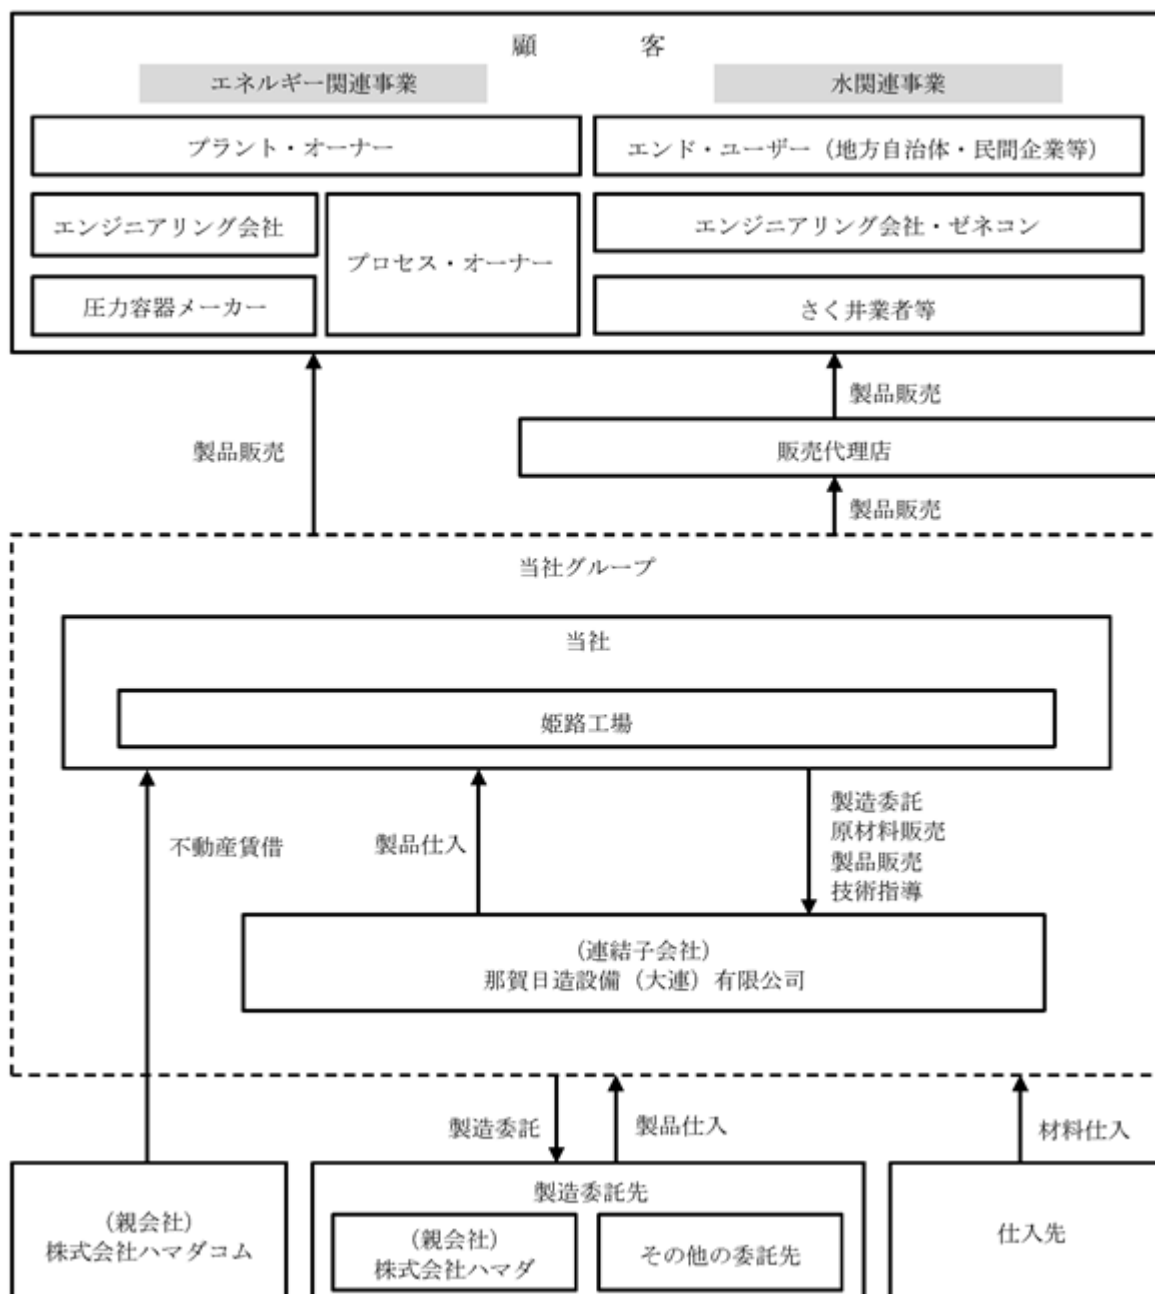 顧　客
エネルギー関連事業
水関連事業
プラント・オーナー
エンド・ユーザー（地方自治体・民間企業等）
エンジニアリング会社
プロセス・オーナー
エンジニアリング会社・ゼネコン
圧力容器メーカー
さく井業者等
製品販売
製品販売
販売代理店
製品販売
当社グループ
当社
姫路工場
不動産賃借
製品仕入
製造委託
原材料販売
製品販売
技術指導
（連結子会社）
那賀日造設備（大連）有限公司
製造委託
製品仕入
材料仕入
（親会社）
株式会社ハマダコム
製造委託先
（親会社）
株式会社ハマダ
その他の委託先
仕入先